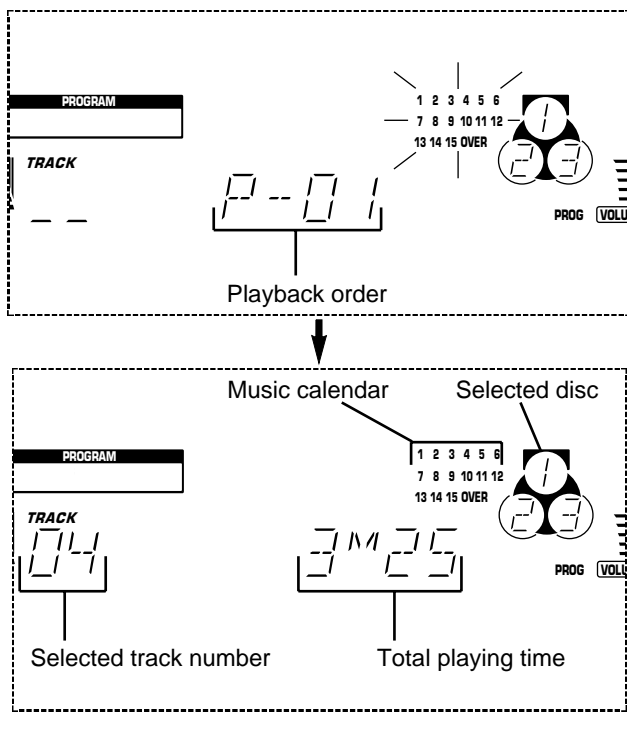 PROGRAM
1 2 3 4 5 6
7 8 9 10 11 12
13 14 15 OVER
1
2 3
TRACK
_ _
P-01
PROG
Playback order
Music calendar Selected disc
PROGRAM
1 2 3 4 5 6
7 8 9 10 11 12
13 14 15 OVER
1
2 3
TRACK
04
3M25
PROG
Selected track number Total playing time